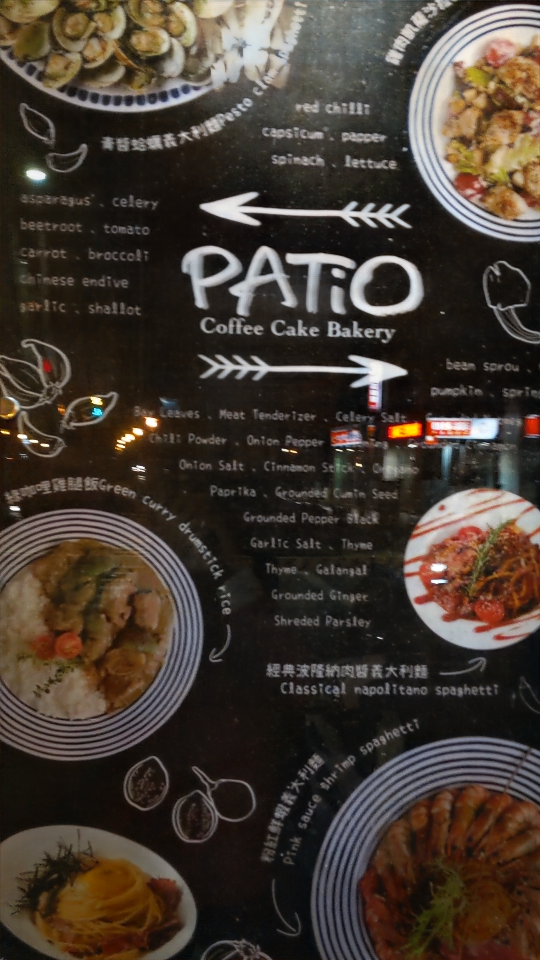 青醬蛤蠣義大利麵Pesto
red chilli
capsicum . papper
spinach . lettuce
asparagus . celery
beetroot . tomato
carrot . broccoli
chinese endive
garlic . shallot
PATiO
Coffee Cake Bakery
bean sprou
pumpkin . sprin
Bay Leaves . Meat Tenderizer . Celery Salt
Chili Powder . Onion Pepper
Onion Salt . Cinnamon Stick . Oregano
Paprika . Grounded Cumin Seed
Grounded Pepper Black
Garlic Salt . Thyme
Thyme . Galangal
Grounded Ginger
Shredded Parsley
綠咖哩雞腿飯Green curry drumstick rice
經典波隆納肉醬義大利麵
Classical napolitano spaghetti
粉紅鮮蝦義大利麵
Pink sauce Shrimp spaghetti